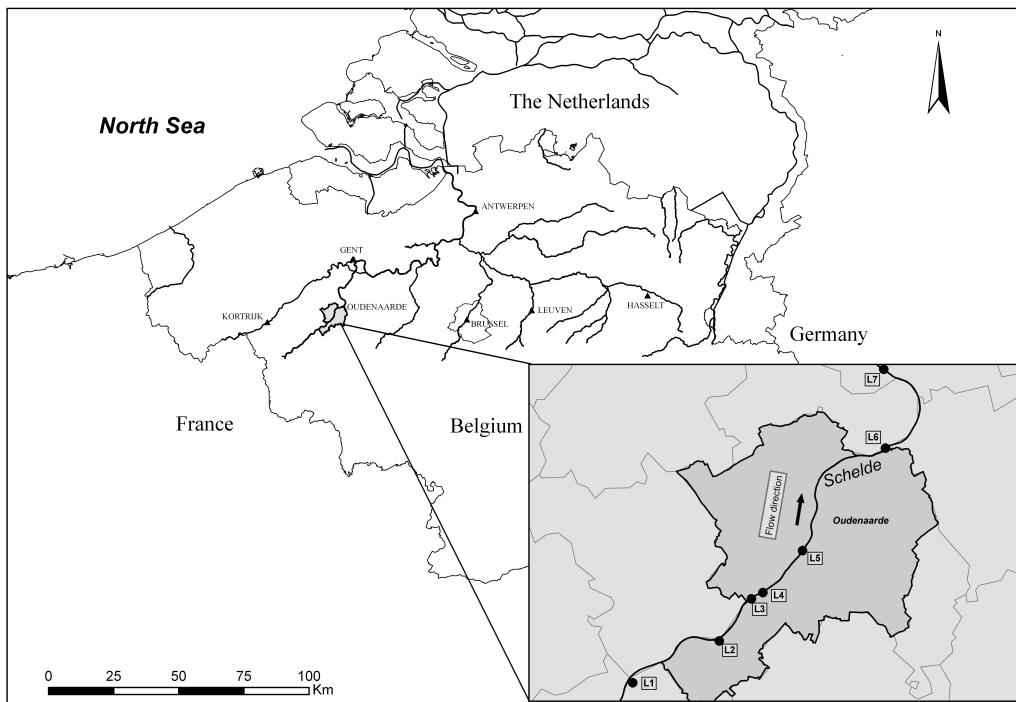 N
The Netherlands
North Sea
ANTWERPEN
GENT
OUDENAARDE
KORTRIJK
BRUSSEL
LEUVEN
HASSELT
Germany
France
Belgium
L7
L6
Schelde
Flow direction
Oudenaarde
L5
L4
L3
L2
L1
0 25 50 75 100
Km